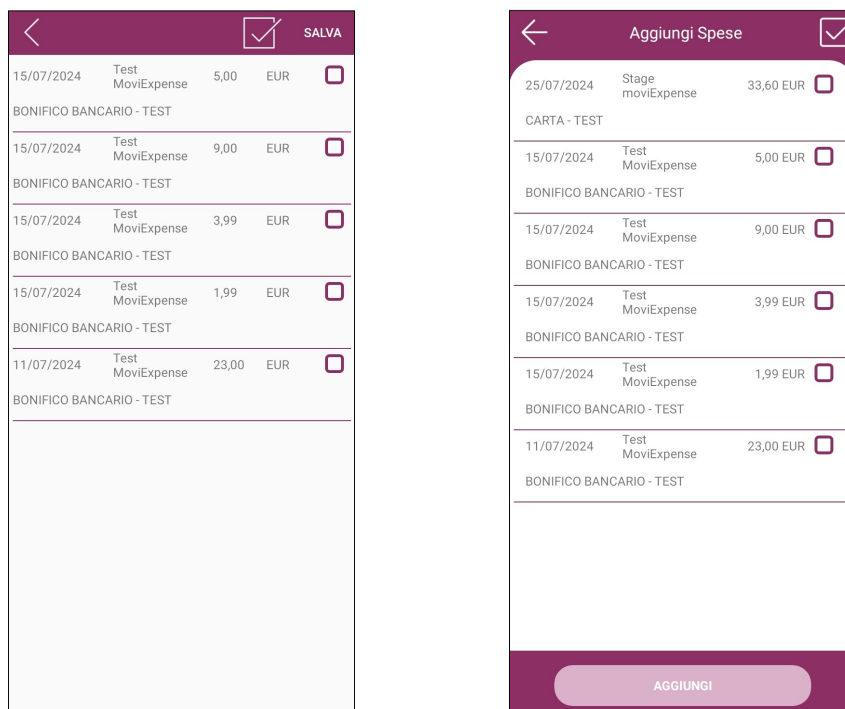 SALVA
15/07/2024 Test MoviExpense 5,00 EUR
BONIFICO BANCARIO - TEST
15/07/2024 Test MoviExpense 9,00 EUR
BONIFICO BANCARIO - TEST
15/07/2024 Test MoviExpense 3,99 EUR
BONIFICO BANCARIO - TEST
15/07/2024 Test MoviExpense 1,99 EUR
BONIFICO BANCARIO - TEST
11/07/2024 Test MoviExpense 23,00 EUR
BONIFICO BANCARIO - TEST
Aggiungi Spese
25/07/2024 Stage moviExpense 33,60 EUR
CARTA - TEST
15/07/2024 Test MoviExpense 5,00 EUR
BONIFICO BANCARIO - TEST
15/07/2024 Test MoviExpense 9,00 EUR
BONIFICO BANCARIO - TEST
15/07/2024 Test MoviExpense 3,99 EUR
BONIFICO BANCARIO - TEST
15/07/2024 Test MoviExpense 1,99 EUR
BONIFICO BANCARIO - TEST
11/07/2024 Test MoviExpense 23,00 EUR
BONIFICO BANCARIO - TEST
AGGIUNGI